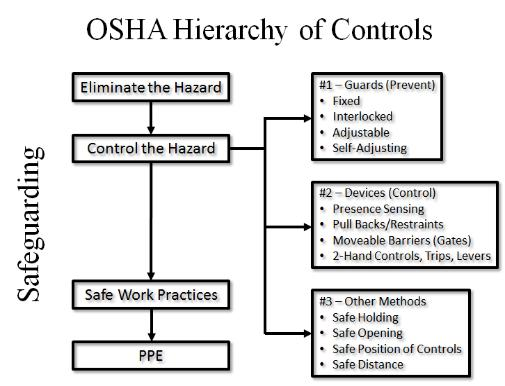 OSHA Hierarchy of Controls
Safeguarding
Eliminate the Hazard
Control the Hazard
Safe Work Practices
PPE
#1 – Guards (Prevent)
• Fixed
• Interlocked
• Adjustable
• Self-Adjusting
#2 – Devices (Control)
• Presence Sensing
• Pull Backs/Restraints
• Moveable Barriers (Gates)
• 2-Hand Controls, Trips, Levers
#3 – Other Methods
• Safe Holding
• Safe Opening
• Safe Position of Controls
• Safe Distance